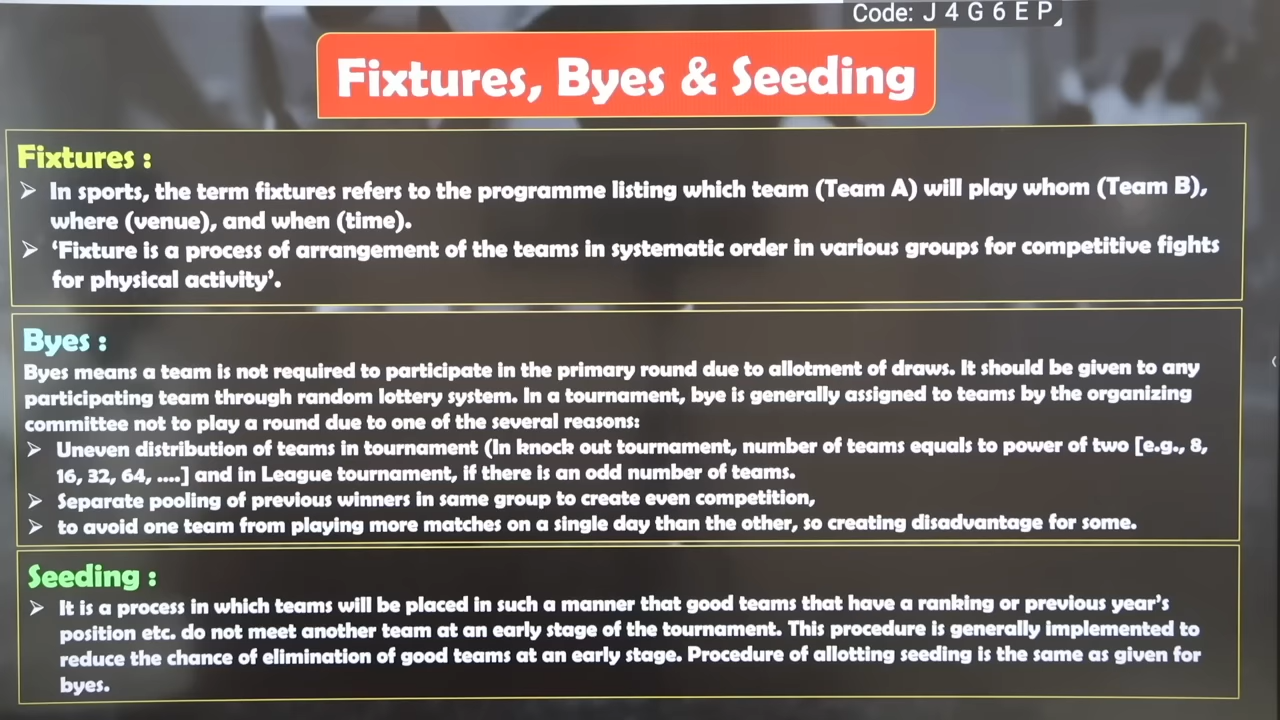 Code: J 4 G 6 E P
Fixtures, Byes & Seeding
Fixtures :
➢ In sports, the term fixtures refers to the programme listing which team (Team A) will play whom (Team B),
where (venue), and when (time).
➢ ‘Fixture is a process of arrangement of the teams in systematic order in various groups for competitive fights
for physical activity’.
Byes :
Byes means a team is not required to participate in the primary round due to allotment of draws. It should be given to any
participating team through random lottery system. In a tournament, bye is generally assigned to teams by the organizing
committee not to play a round due to one of the several reasons:
➢ Uneven distribution of teams in tournament (In knock out tournament, number of teams equals to power of two [e.g., 8,
16, 32, 64, ....] and in League tournament, if there is an odd number of teams.
➢ Separate pooling of previous winners in same group to create even competition,
➢ to avoid one team from playing more matches on a single day than the other, so creating disadvantage for some.
Seeding :
➢ It is a process in which teams will be placed in such a manner that good teams that have a ranking or previous year’s
position etc. do not meet another team at an early stage of the tournament. This procedure is generally implemented to
reduce the chance of elimination of good teams at an early stage. Procedure of allotting seeding is the same as given for
byes.